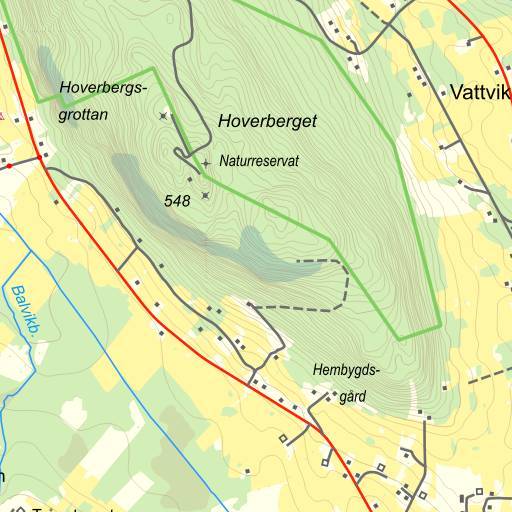 Hoverbergs-
grottan
Vattvik
Hoverberget
Naturreservat
548
Balvikb.
Hembygds-
gård